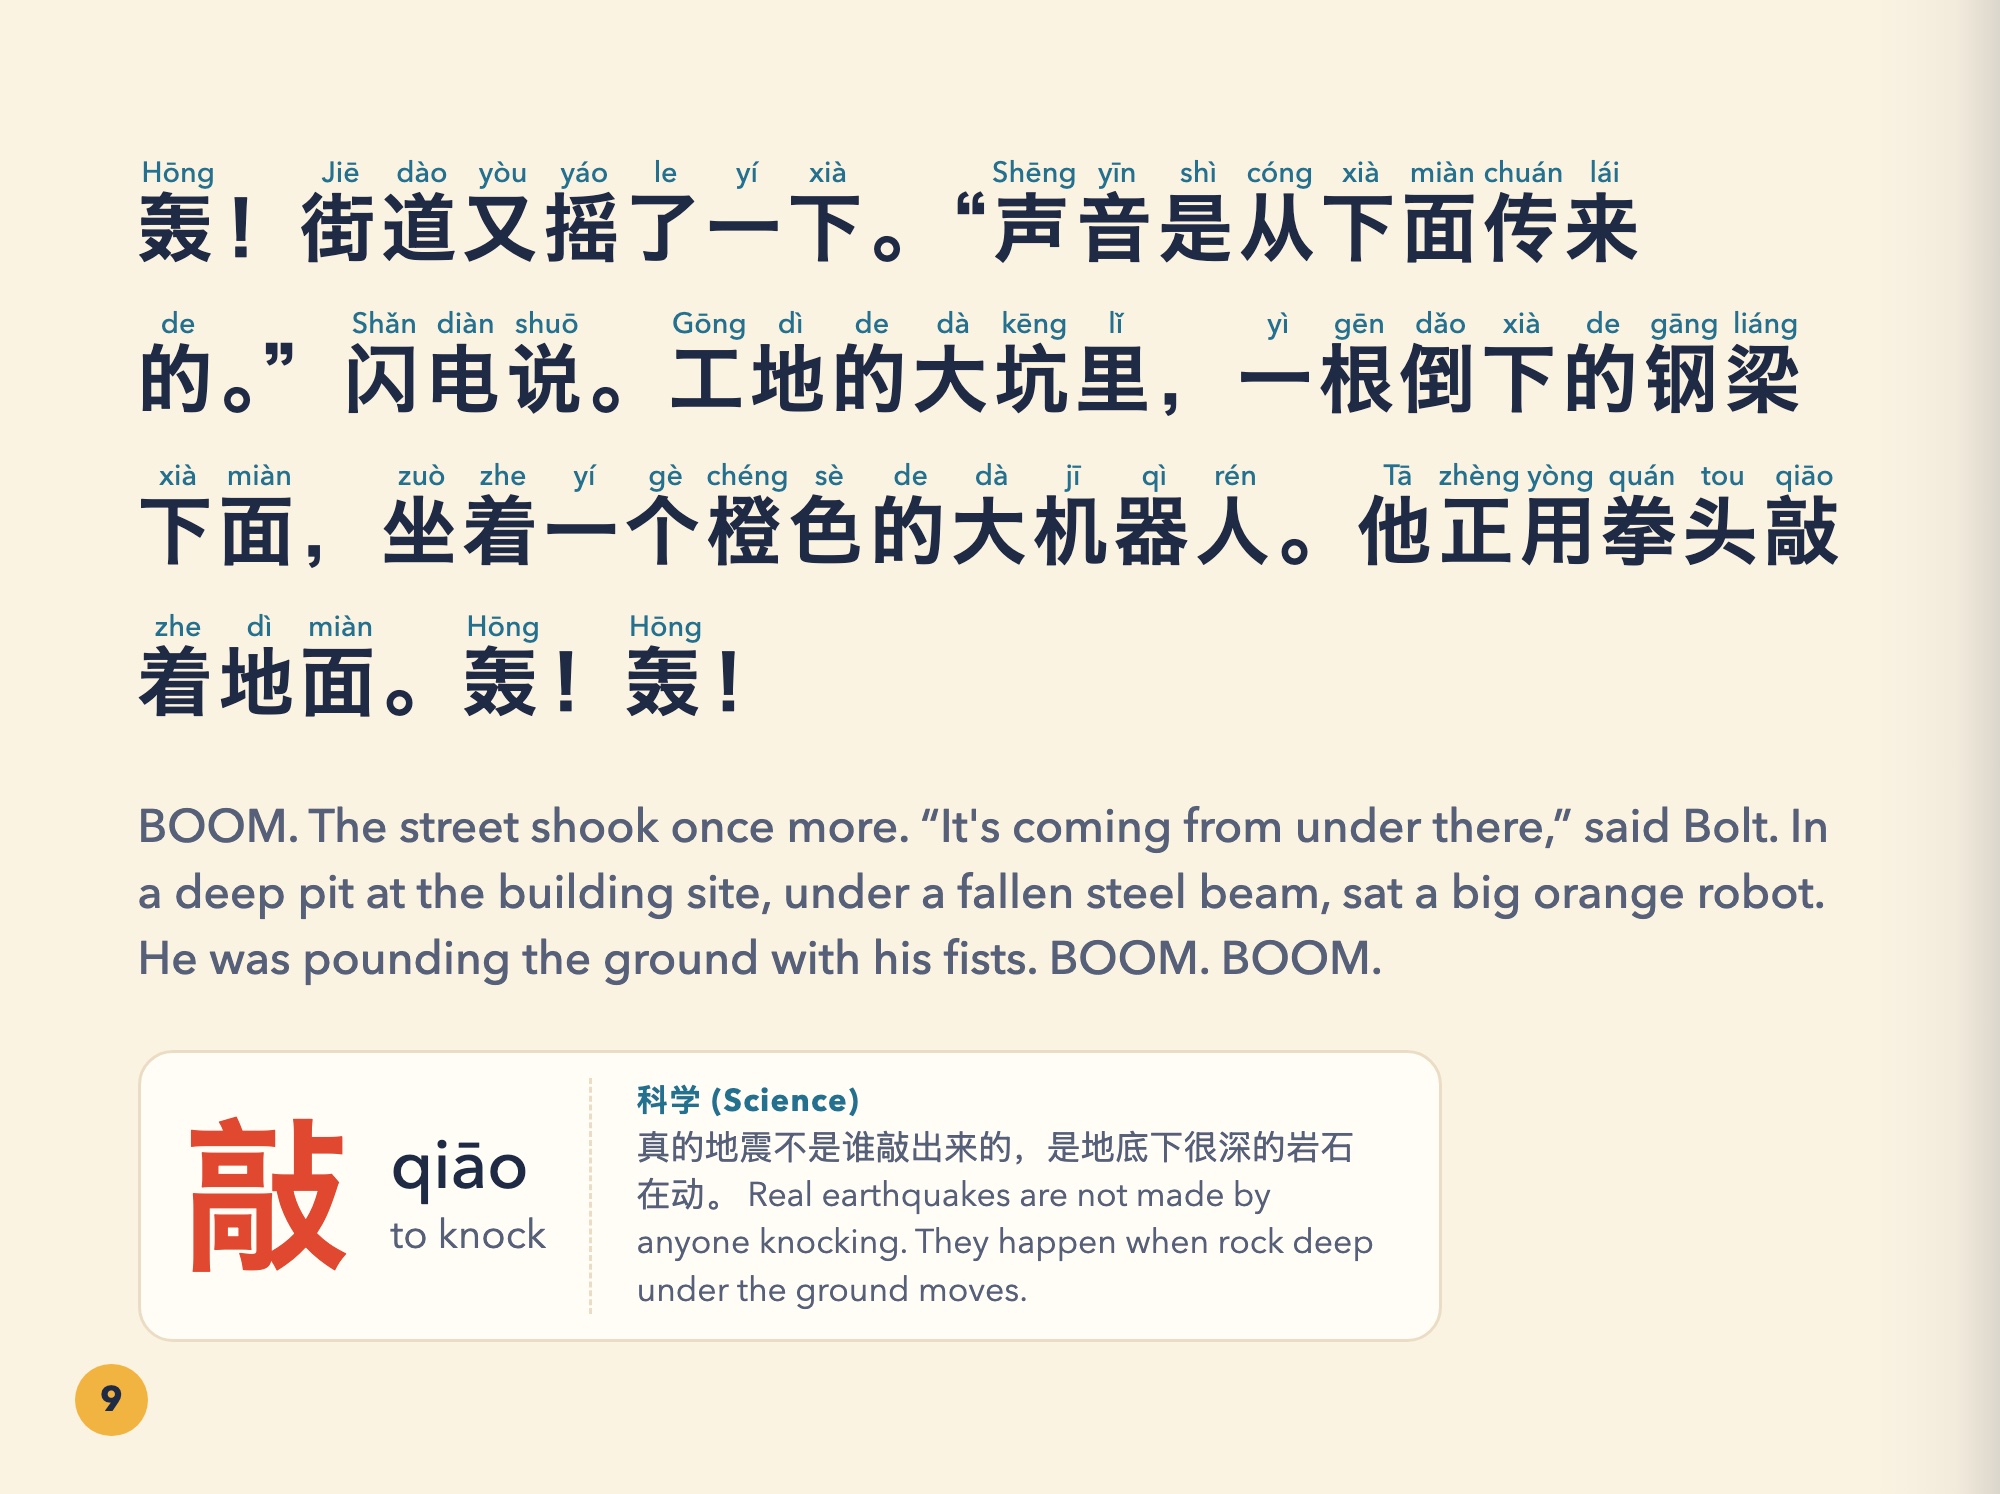 Hōng Jiē dào yòu yáo le yí xià Shēng yīn shì cóng xià miàn chuán lái
轰！街道又摇了一下。“声音是从下面传来
de Shǎn diàn shuō Gōng dì de dà kēng lǐ yì gēn dǎo xià de gāng liáng
的。”闪电说。工地的大坑里，一根倒下的钢梁
xià miàn zuò zhe yí gè chéng sè de dà jī qì rén Tā zhèng yòng quán tou qiāo
下面，坐着一个橙色的大机器人。他正用拳头敲
zhe dì miàn Hōng Hōng
着地面。轰！轰！
BOOM. The street shook once more. “It's coming from under there,” said Bolt. In
a deep pit at the building site, under a fallen steel beam, sat a big orange robot.
He was pounding the ground with his fists. BOOM. BOOM.
敲
qiāo
to knock
科学 (Science)
真的地震不是谁敲出来的，是地底下很深的岩石
在动。 Real earthquakes are not made by
anyone knocking. They happen when rock deep
under the ground moves.
9